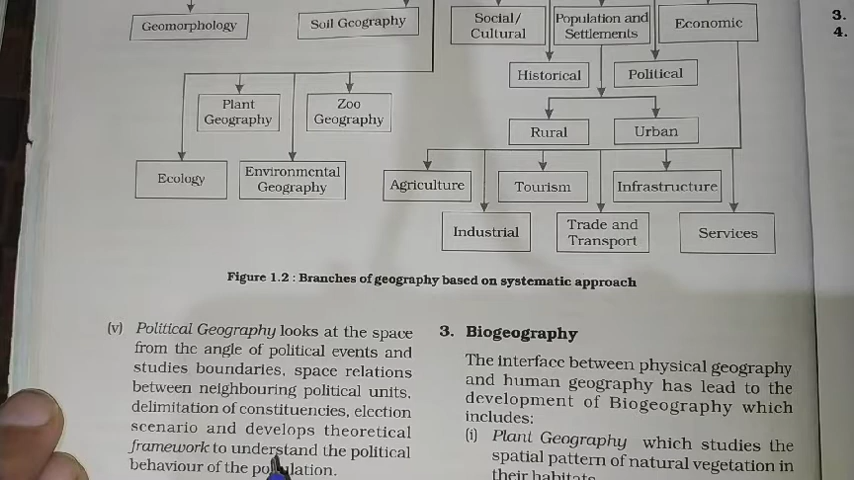 Geomorphology
Soil Geography
Social/
Cultural
Population and
Settlements
Economic
3.
4.
Historical
Political
Plant
Geography
Zoo
Geography
Rural
Urban
Ecology
Environmental
Geography
Agriculture
Tourism
Infrastructure
Industrial
Trade and
Transport
Services
Figure 1.2 : Branches of geography based on systematic approach
(v) Political Geography looks at the space
from the angle of political events and
studies boundaries, space relations
between neighbouring political units,
delimitation of constituencies, election
scenario and develops theoretical
framework to understand the political
behaviour of the population.
3. Biogeography
The interface between physical geography
and human geography has lead to the
development of Biogeography which
includes:
(i) Plant Geography which studies the
spatial pattern of natural vegetation in
their habitats